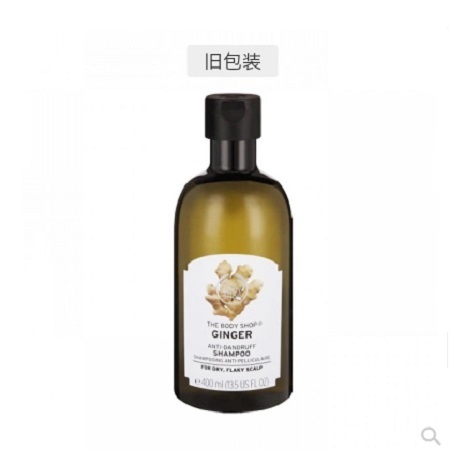 旧包装
THE BODY SHOP®
GINGER
ANTI-DANDRUFF
SHAMPOO
SHAMPOOING ANTI-PELLICULAIRE
FOR DRY, FLAKY SCALP
℮ 400 ml (13.5 US FL OZ)